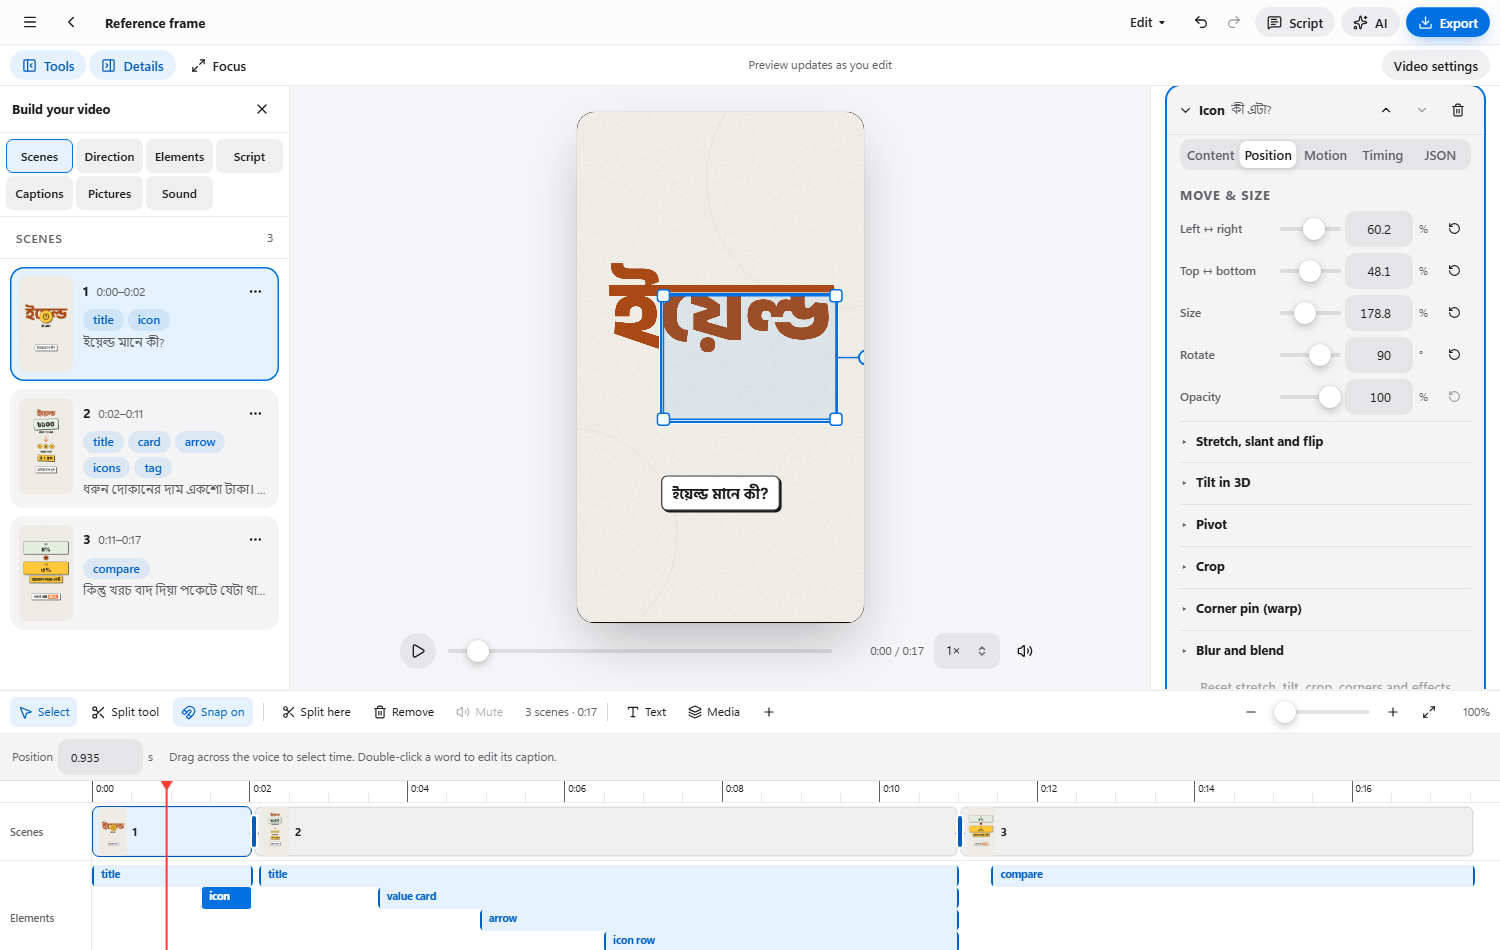 Reference frame
Edit
Script
AI
Export
Tools
Details
Focus
Preview updates as you edit
Video settings
Build your video
Scenes
Direction
Elements
Script
Captions
Pictures
Sound
SCENES
3
1 0:00–0:02
title
icon
ইয়েল্ড মানে কী?
2 0:02–0:11
title
card
arrow
icons
tag
ধরুন দোকানের দাম একশো টাকা। ...
3 0:11–0:17
compare
কিন্তু খরচ বাদ দিয়া পকেটে যেটা থা...
ইয়েল্ড
ইয়েল্ড মানে কী?
0:00 / 0:17
1×
Icon কী এটা?
Content
Position
Motion
Timing
JSON
MOVE & SIZE
Left ↔ right 60.2 %
Top ↔ bottom 48.1 %
Size 178.8 %
Rotate 90 °
Opacity 100 %
Stretch, slant and flip
Tilt in 3D
Pivot
Crop
Corner pin (warp)
Blur and blend
Reset stretch, tilt, crop, corners and effects
Select
Split tool
Snap on
Split here
Remove
Mute
3 scenes · 0:17
Text
Media
100%
Position 0.935 s
Drag across the voice to select time. Double-click a word to edit its caption.
0:00 0:02 0:04 0:06 0:08 0:10 0:12 0:14 0:16
Scenes
1
2
3
Elements
title
title
compare
icon
value card
arrow
icon row